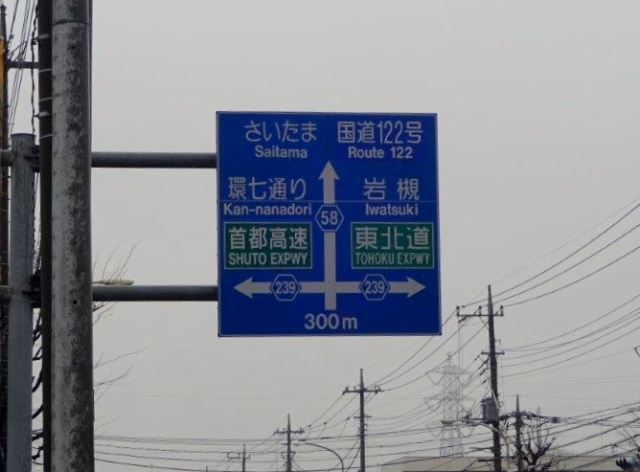 さいたま 国道122号
Saitama Route 122
環七通り 岩槻
Kan-nanadori Iwatsuki
58
首都高速 東北道
SHUTO EXPWY TOHOKU EXPWY
239 239
300m